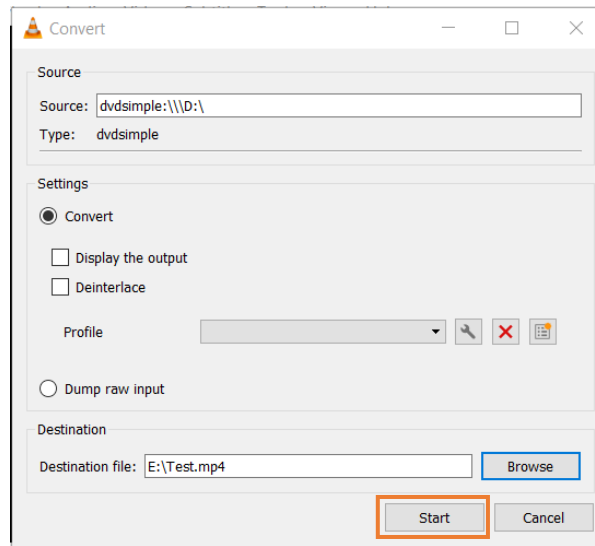 Convert
Source
Source: dvdsimple:\\\D:\
Type: dvdsimple
Settings
Convert
Display the output
Deinterlace
Profile
Dump raw input
Destination
Destination file: E:\Test.mp4 Browse
Start Cancel